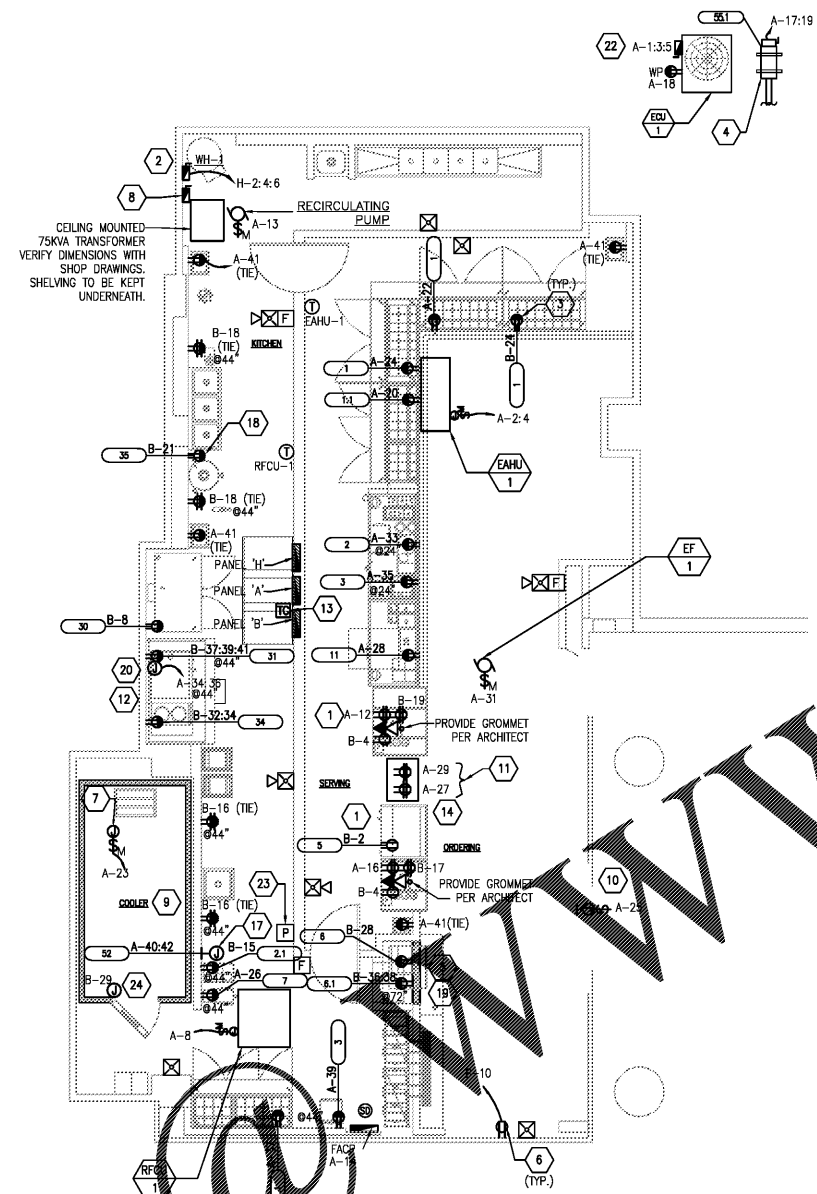 55.1
A-17:19
22
A-1:3:5
WP
A-18
ECU
1
4
2
WH-1
H-2:4:6
8
RECIRCULATING
PUMP
A-13
M
CEILING MOUNTED
75KVA TRANSFORMER
VERIFY DIMENSIONS WITH
SHOP DRAWINGS.
SHELVING TO BE KEPT
UNDERNEATH.
A-41
(TIE)
A-41
(TIE)
1
A-22
(TYP.)
3
B-24
1
F
T
EAHU-1
B-18
(TIE)
@44"
KITCHEN
1
A-24
1.1
A-20
A-2:4
18
35
B-21
T
RFCU-1
EAHU
1
B-18 (TIE)
@44"
A-41
(TIE)
2
A-33
@24"
EF
1
PANEL 'H'
PANEL 'A'
PANEL 'B'
TC
13
3
A-35
@24"
F
30
B-8
B-37:39:41
@44"
31
11
A-28
20
J
A-34:36
@44"
12
M
A-31
B-32:34
34
1
A-12
B-19
B-4
PROVIDE GROMMET
PER ARCHITECT
A-29
A-27
11
SERVING
7
J
M
A-23
B-16 (TIE)
@44"
1
14
5
B-2
ORDERING
A-16
B-17
B-4
PROVIDE GROMMET
PER ARCHITECT
10
A-25
COOLER
9
23
B-16 (TIE)
@44"
17
P
A-41(TIE)
52
A-40:42
J
B-15
2.1
6
B-28
F
B-29
J
24
@44"
A-26
7
6.1
B-36:38
@72"
19
@44"
A-8
3
A-39
B-10
@44"
SD
FACP
A-14
6
(TYP.)
RFCU
1
@WWW